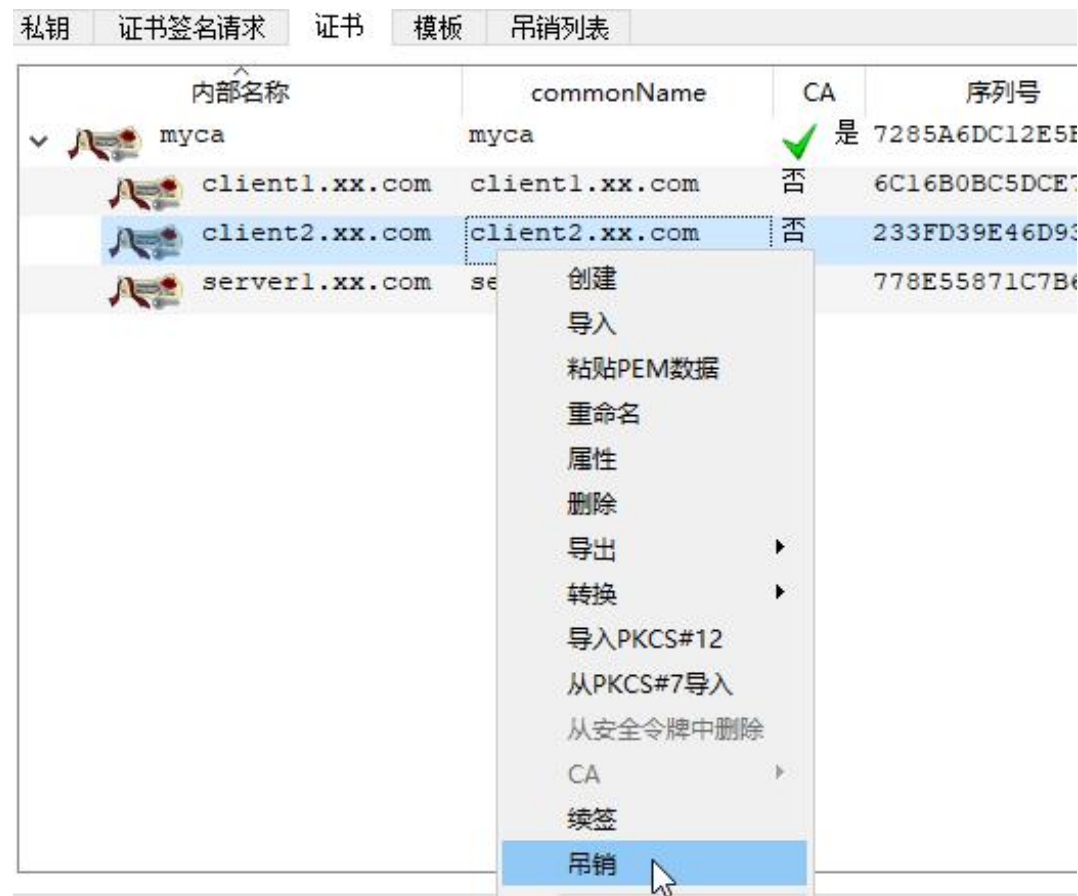 私钥 证书签名请求 证书 模板 吊销列表
内部名称 commonName CA 序列号
myca myca 是 7285A6DC12E5
client1.xx.com client1.xx.com 否 6C16B0BC5DCE7
client2.xx.com client2.xx.com 否 233FD39E46D93
server1.xx.com se 778E55871C7B6
创建
导入
粘贴PEM数据
重命名
属性
删除
导出
转换
导入PKCS#12
从PKCS#7导入
从安全令牌中删除
CA
续签
吊销